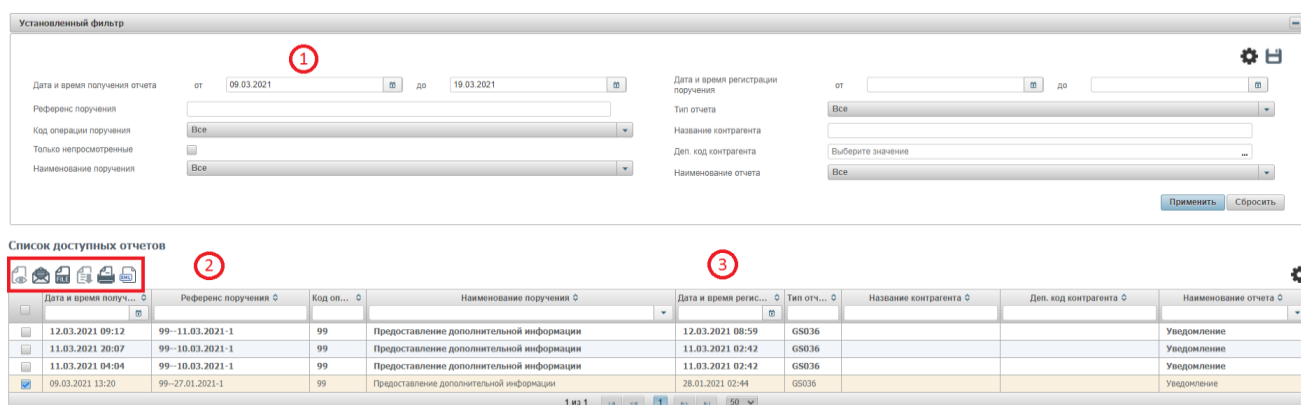 Установленный фильтр
1
Дата и время получения отчета от 09.03.2021 до 19.03.2021
Дата и время регистрации поручения от до
Референс поручения
Тип отчета Все
Код операции поручения Все
Название контрагента
Только непросмотренные
Деп. код контрагента Выберите значение ...
Наименование поручения Все
Наименование отчета Все
Применить Сбросить
Список доступных отчетов
2
3
FILE XML
Дата и время получ... Референс поручения Код оп... Наименование поручения Дата и время регис... Тип отч... Название контрагента Деп. код контрагента Наименование отчета
12.03.2021 09:12 99--11.03.2021-1 99 Предоставление дополнительной информации 12.03.2021 08:59 GS036 Уведомление
11.03.2021 20:07 99--10.03.2021-1 99 Предоставление дополнительной информации 11.03.2021 02:42 GS036 Уведомление
11.03.2021 04:04 99--10.03.2021-1 99 Предоставление дополнительной информации 11.03.2021 02:42 GS036 Уведомление
09.03.2021 13:20 99--27.01.2021-1 99 Предоставление дополнительной информации 28.01.2021 02:44 GS036 Уведомление
1 из 1 1 50